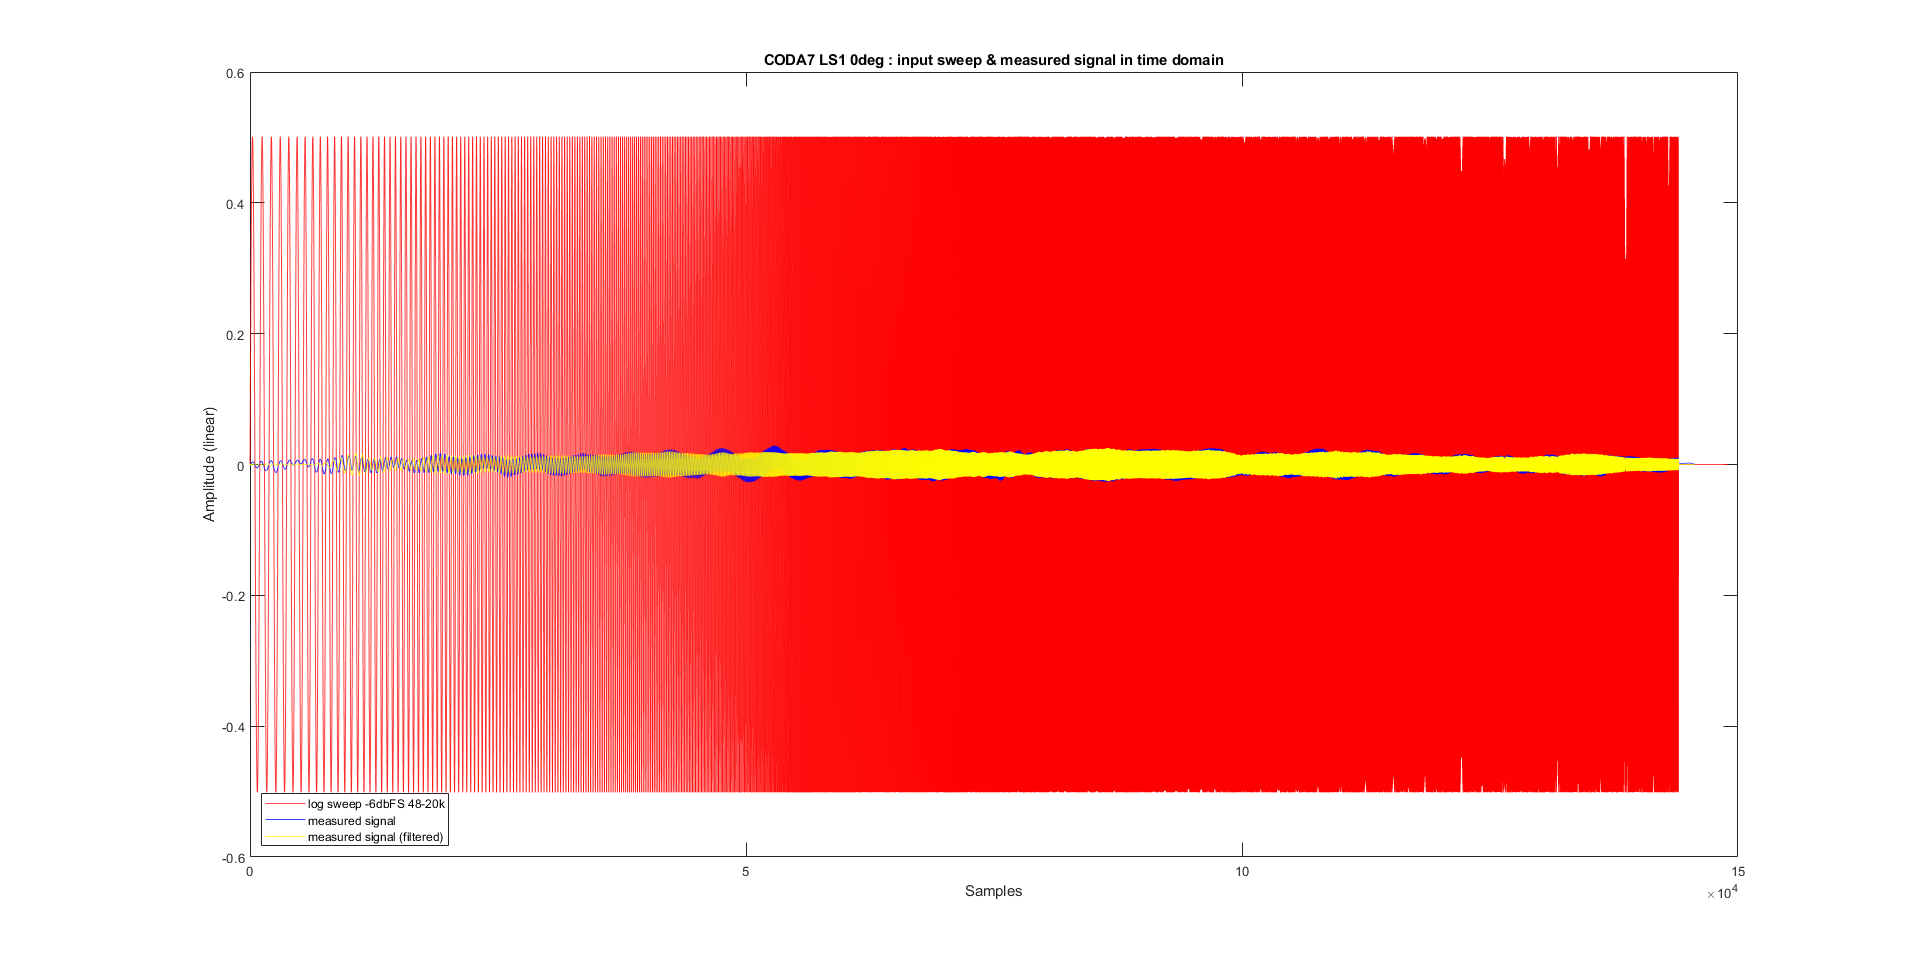 CODA7 LS1 0deg : input sweep & measured signal in time domain
0.6
0.4
0.2
0
-0.2
-0.4
-0.6
Amplitude (linear)
log sweep -6dbFS 48-20k
measured signal
measured signal (filtered)
0 5 10 15
Samples
×10^4